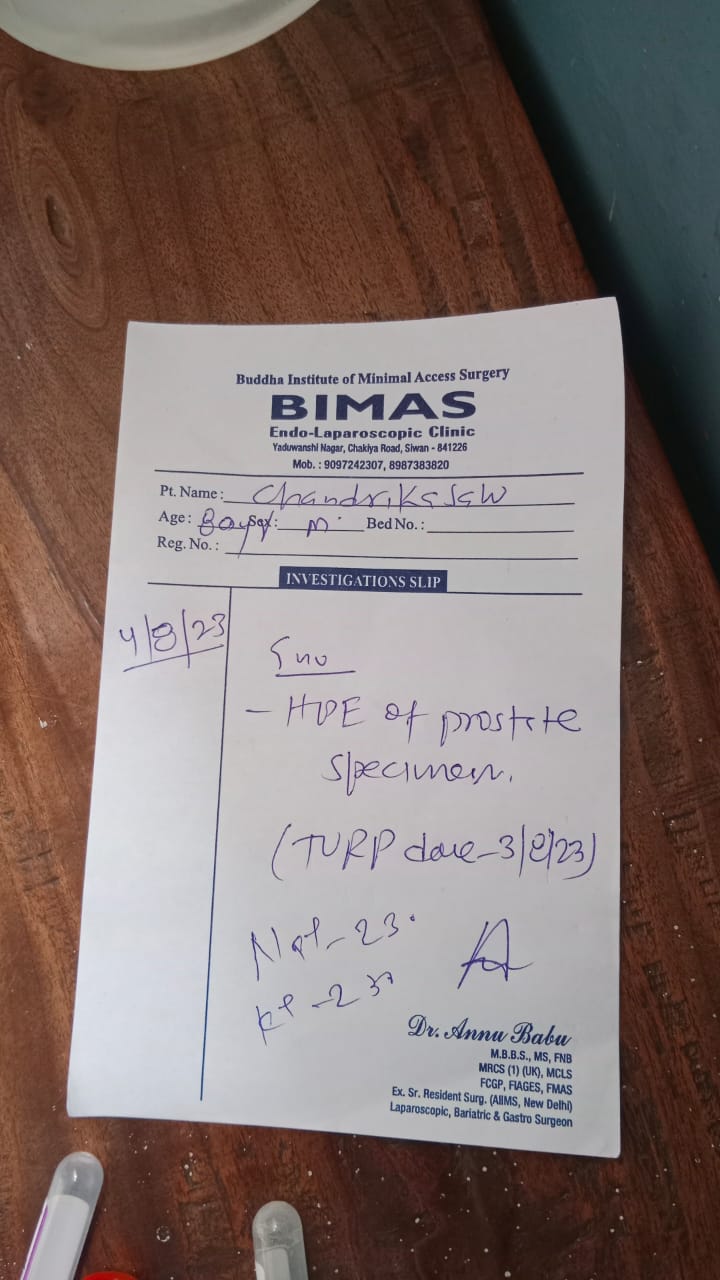 Buddha Institute of Minimal Access Surgery
BIMAS
Endo-Laparoscopic Clinic
Yaduwanshi Nagar, Chakiya Road, Siwan - 841226
Mob. : 9097242307, 8987383820
Pt. Name : Chandrika Saw
Age : 80 Sex : M Bed No. :
Reg. No. :
INVESTIGATIONS SLIP
4/8/23
- HPE of prostate
specimen.
(TURP done - 3/8/23)
Dr. Annu Babu
M.B.B.S., MS, FNB
MRCS (1) (UK), MCLS
FCGP, FIAGES, FMAS
Ex. Sr. Resident Surg. (AIIMS, New Delhi)
Laparoscopic, Bariatric & Gastro Surgeon